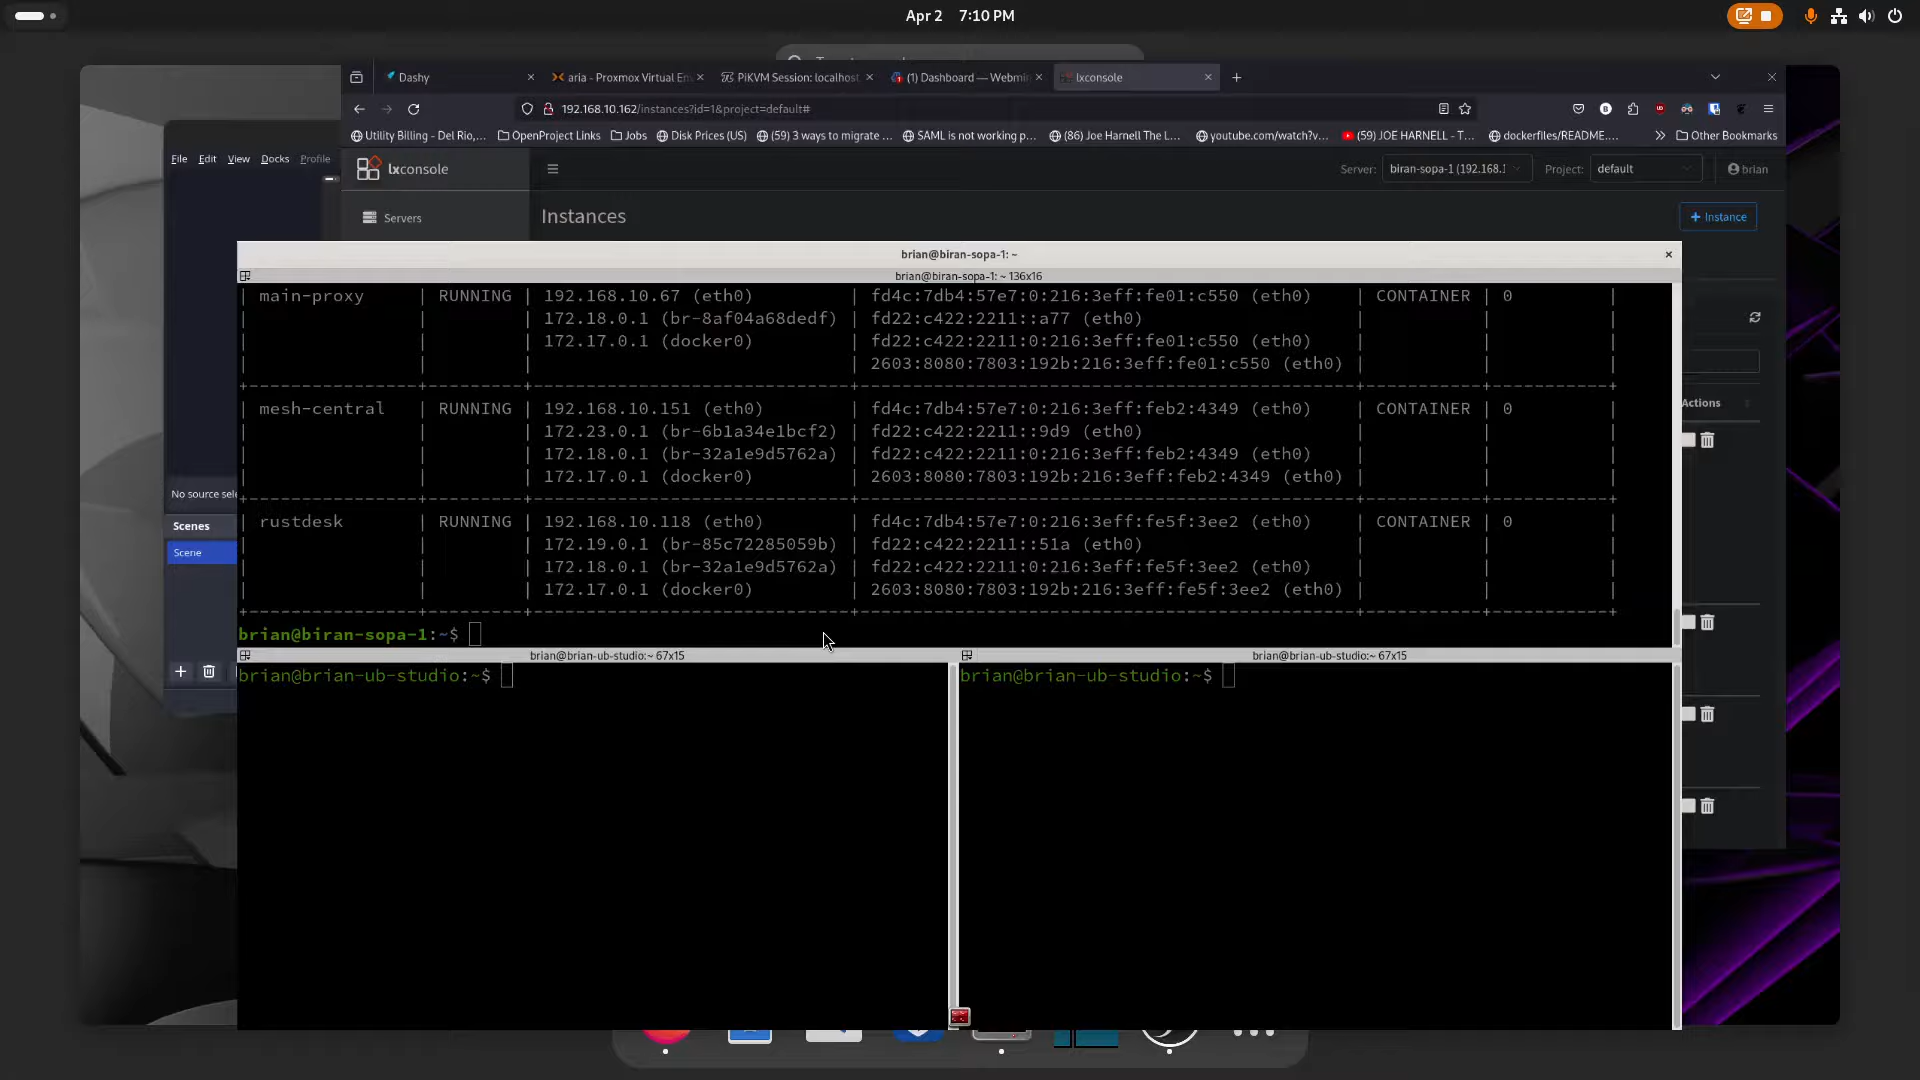 Apr 2 7:10 PM
Dashy
aria - Proxmox Virtual En
PiKVM Session: localhost
(1) Dashboard — Webmi
lxconsole
192.168.10.162/instances?id=1&project=default#
Utility Billing - Del Rio,... OpenProject Links Jobs Disk Prices (US) (59) 3 ways to migrate ... SAML is not working p... (86) Joe Harnell The L... youtube.com/watch?v... (59) JOE HARNELL - T... dockerfiles/README.... Other Bookmarks
File Edit View Docks Profile
lxconsole
Server: biran-sopa-1 (192.168.1 Project: default brian
Servers
Instances
+ Instance
brian@biran-sopa-1: ~
brian@biran-sopa-1: ~ 136x16
| main-proxy | RUNNING | 192.168.10.67 (eth0) | fd4c:7db4:57e7:0:216:3eff:fe01:c550 (eth0) | CONTAINER | 0 |
| | | 172.18.0.1 (br-8af04a68dedf) | fd22:c422:2211::a77 (eth0) | | |
| | | 172.17.0.1 (docker0) | fd22:c422:2211:0:216:3eff:fe01:c550 (eth0) | | |
| | | | 2603:8080:7803:192b:216:3eff:fe01:c550 (eth0) | | |
| mesh-central | RUNNING | 192.168.10.151 (eth0) | fd4c:7db4:57e7:0:216:3eff:feb2:4349 (eth0) | CONTAINER | 0 |
| | | 172.23.0.1 (br-6b1a34e1bcf2) | fd22:c422:2211::9d9 (eth0) | | |
| | | 172.18.0.1 (br-32a1e9d5762a) | fd22:c422:2211:0:216:3eff:feb2:4349 (eth0) | | |
| | | 172.17.0.1 (docker0) | 2603:8080:7803:192b:216:3eff:feb2:4349 (eth0) | | |
| rustdesk | RUNNING | 192.168.10.118 (eth0) | fd4c:7db4:57e7:0:216:3eff:fe5f:3ee2 (eth0) | CONTAINER | 0 |
| | | 172.19.0.1 (br-85c72285059b) | fd22:c422:2211::51a (eth0) | | |
| | | 172.18.0.1 (br-32a1e9d5762a) | fd22:c422:2211:0:216:3eff:fe5f:3ee2 (eth0) | | |
| | | 172.17.0.1 (docker0) | 2603:8080:7803:192b:216:3eff:fe5f:3ee2 (eth0) | | |
brian@biran-sopa-1:~$
Actions
No source sel
Scenes
Scene
brian@brian-ub-studio:~ 67x15
brian@brian-ub-studio:~$
brian@brian-ub-studio:~ 67x15
brian@brian-ub-studio:~$